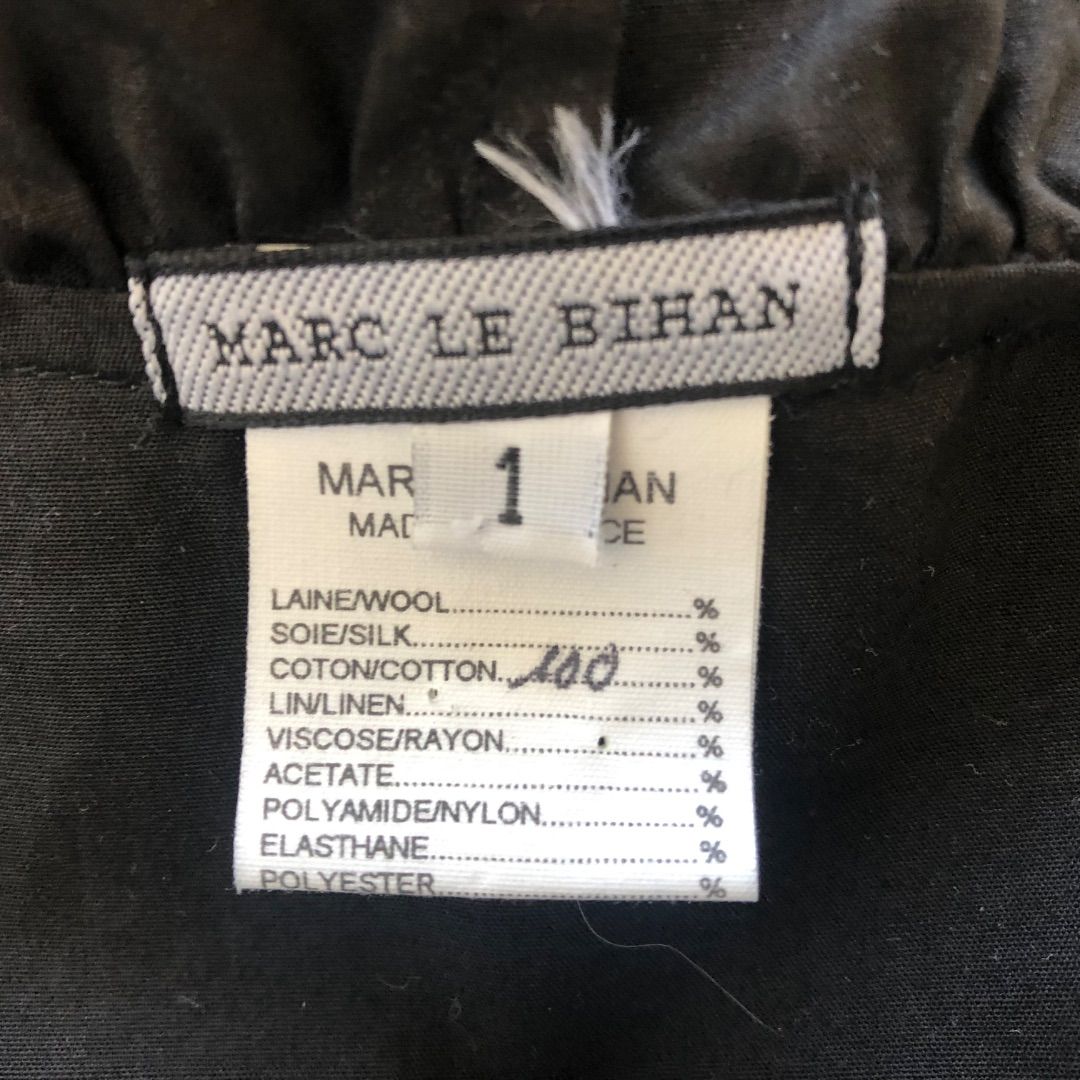 MARC LE BIHAN
1
MAR IAN
MAD CE
LAINE/WOOL..........%
SOIE/SILK..........%
COTON/COTTON..100..........%
LIN/LINEN..........%
VISCOSE/RAYON..........%
ACETATE..........%
POLYAMIDE/NYLON..........%
ELASTHANE..........%
POLYESTER..........%